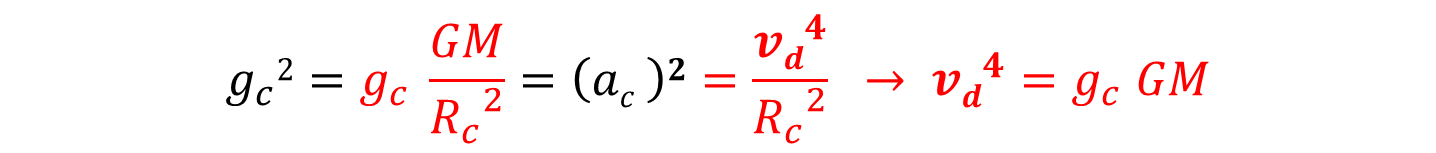 g_c² = g_c GM/R_c² = (a_c)² = v_d⁴/R_c² → v_d⁴ = g_c GM